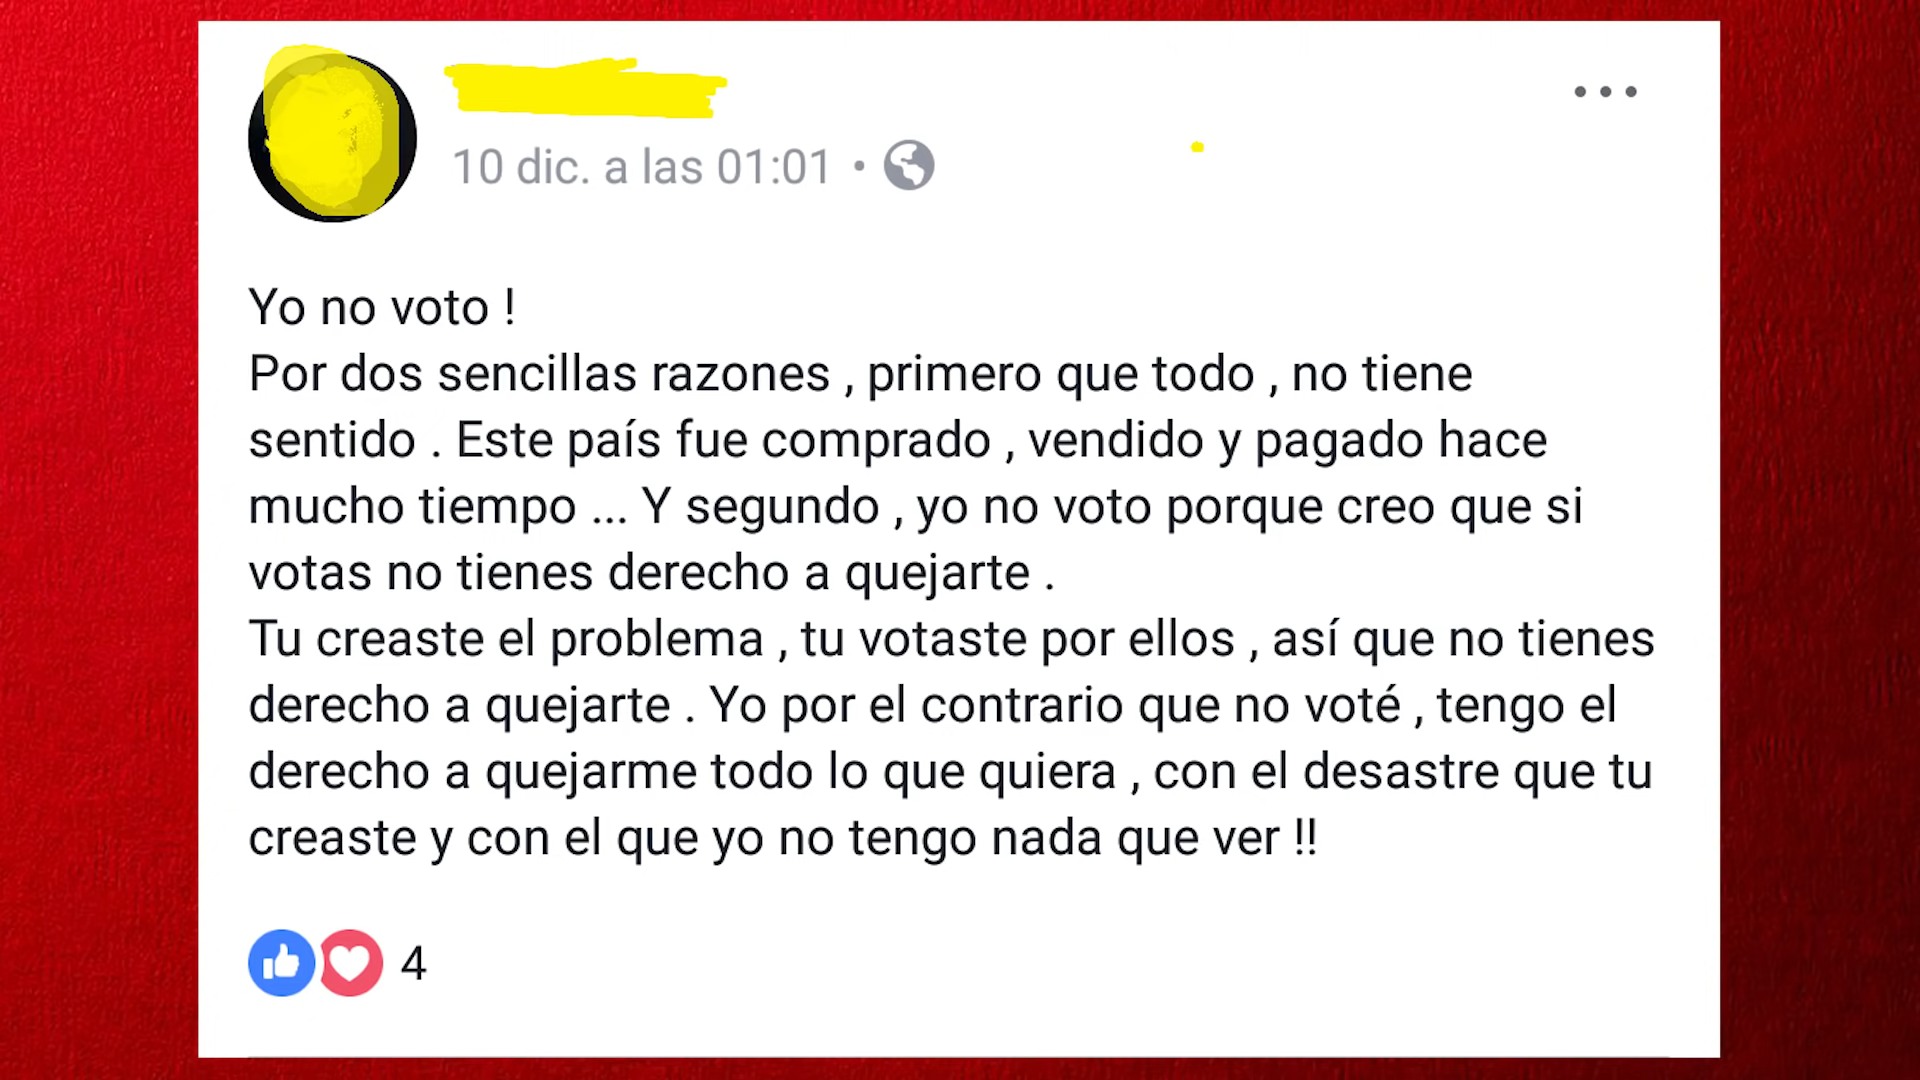 10 dic. a las 01:01 •
Yo no voto !
Por dos sencillas razones , primero que todo , no tiene
sentido . Este país fue comprado , vendido y pagado hace
mucho tiempo ... Y segundo , yo no voto porque creo que si
votas no tienes derecho a quejarte .
Tu creaste el problema , tu votaste por ellos , así que no tienes
derecho a quejarte . Yo por el contrario que no voté , tengo el
derecho a quejarme todo lo que quiera , con el desastre que tu
creaste y con el que yo no tengo nada que ver !!
4